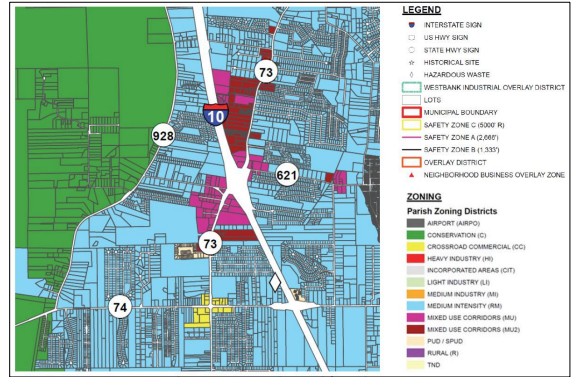 73
10
928
621
73
74
LEGEND
INTERSTATE SIGN
US HWY SIGN
STATE HWY SIGN
HISTORICAL SITE
HAZARDOUS WASTE
WESTBANK INDUSTRIAL OVERLAY DISTRICT
LOTS
MUNICIPAL BOUNDARY
SAFETY ZONE C (5000' R)
SAFETY ZONE A (2,666')
SAFETY ZONE B (1,333')
OVERLAY DISTRICT
NEIGHBORHOOD BUSINESS OVERLAY ZONE
ZONING
Parish Zoning Districts
AIRPORT (AIRPO)
CONSERVATION (C)
CROSSROAD COMMERCIAL (CC)
HEAVY INDUSTRY (HI)
INCORPORATED AREAS (CIT)
LIGHT INDUSTRY (LI)
MEDIUM INDUSTRY (MI)
MEDIUM INTENSITY (RM)
MIXED USE CORRIDORS (MU)
MIXED USE CORRIDORS (MU2)
PUD / SPUD
RURAL (R)
TND